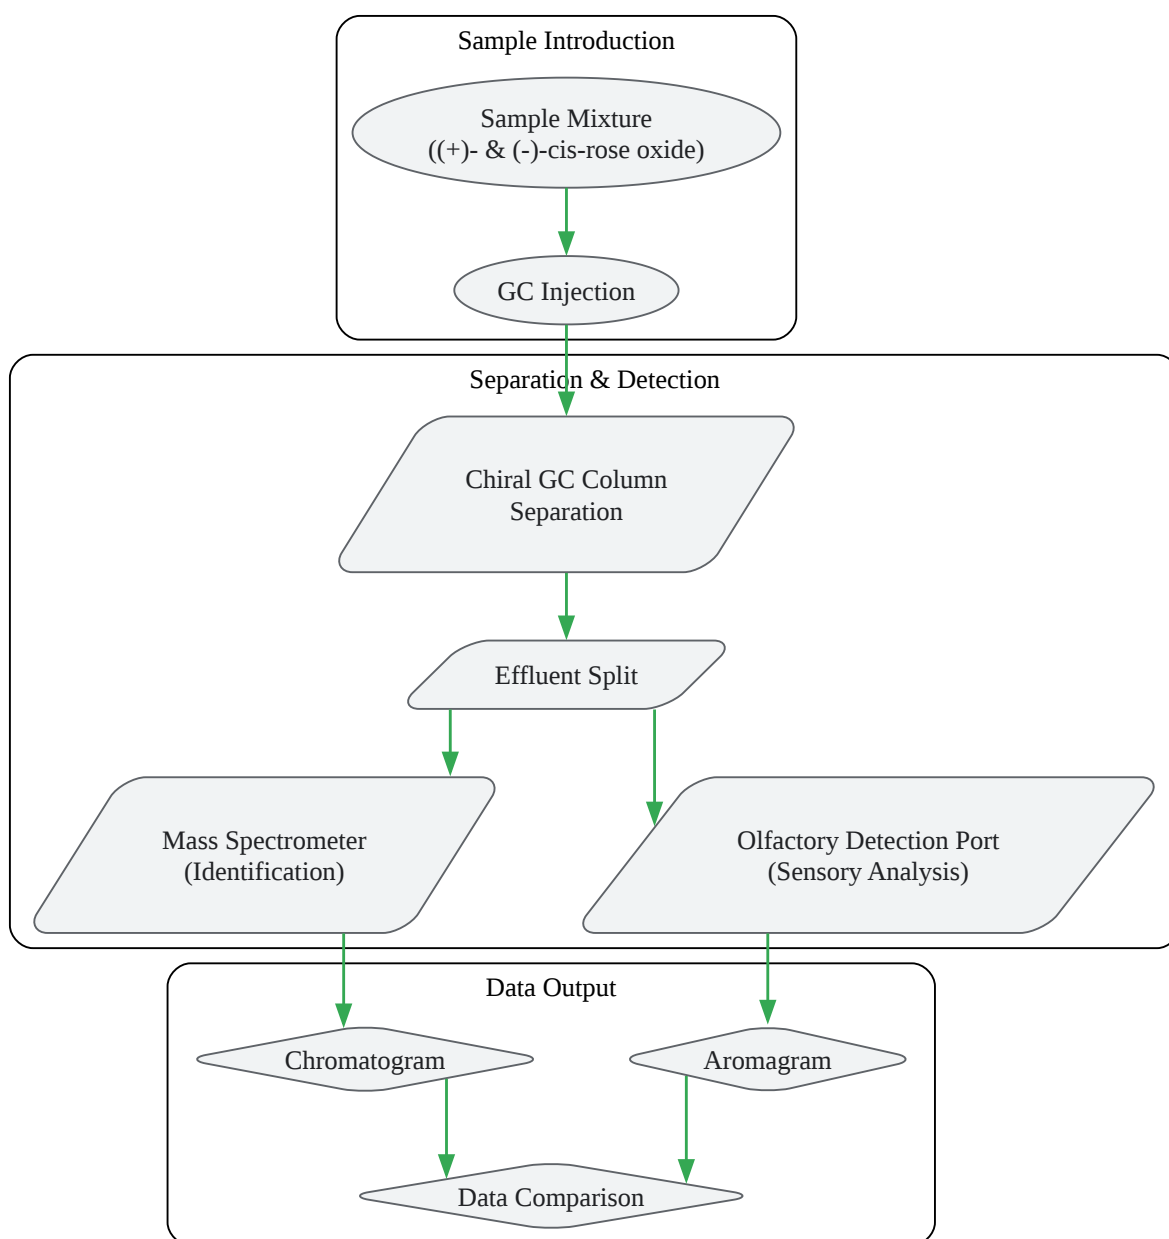 Sample Introduction
Sample Mixture
((+)- & (-)-cis-rose oxide)
GC Injection
Separation & Detection
Chiral GC Column
Separation
Effluent Split
Mass Spectrometer
(Identification)
Olfactory Detection Port
(Sensory Analysis)
Data Output
Chromatogram
Aromagram
Data Comparison